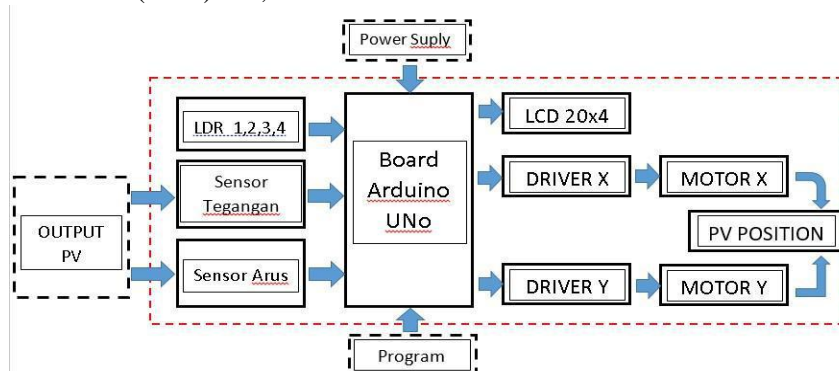 Power Suply
LDR 1,2,3,4
LCD 20x4
Board
Arduino
UNo
Sensor
Tegangan
DRIVER X
MOTOR X
OUTPUT
PV
PV POSITION
Sensor Arus
DRIVER Y
MOTOR Y
Program